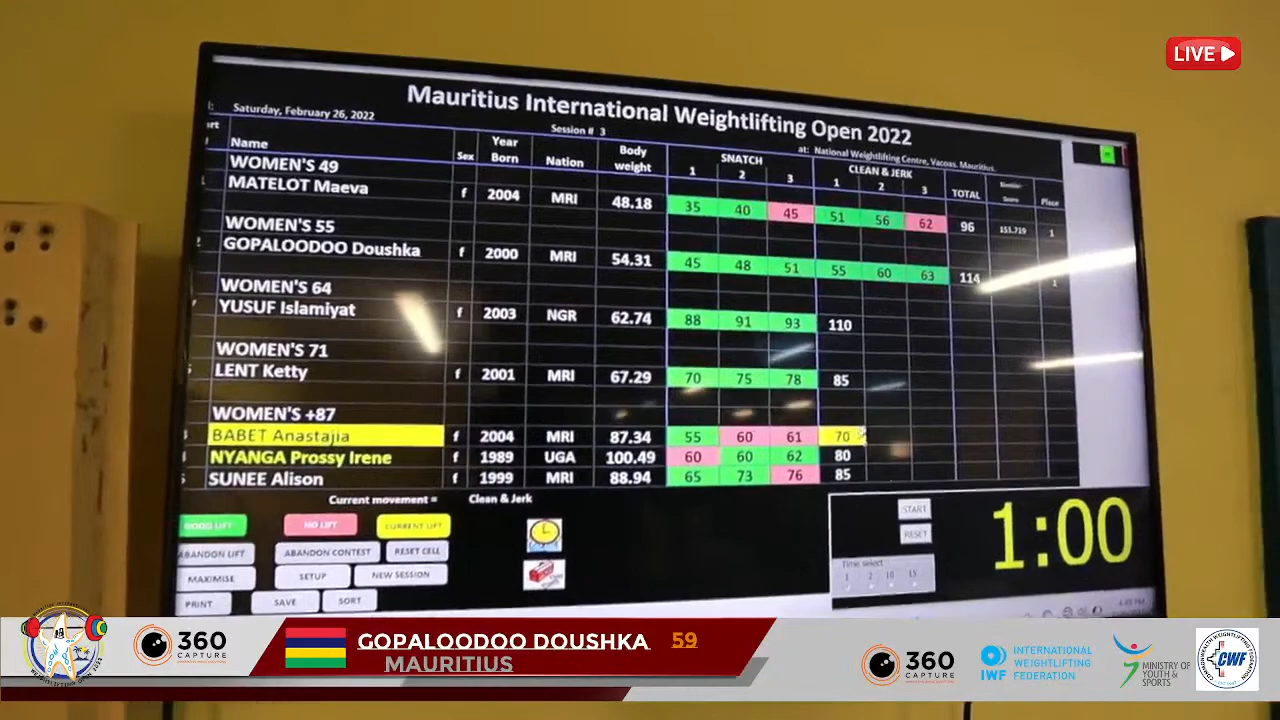 LIVE
Mauritius International Weightlifting Open 2022
Saturday, February 26, 2022
Session # 3
at: National Weightlifting Centre, Vacoas. Mauritius.
Name Sex Year Born Nation Body weight SNATCH 1 2 3 CLEAN & JERK 1 2 3 TOTAL Place
WOMEN'S 49
MATELOT Maeva f 2004 MRI 48.18 35 40 45 51 56 62 96 151.719 1
WOMEN'S 55
GOPALOODOO Doushka f 2000 MRI 54.31 45 48 51 55 60 63 114 1
WOMEN'S 64
YUSUF Islamiyat f 2003 NGR 62.74 88 91 93 110
WOMEN'S 71
LENT Ketty f 2001 MRI 67.29 70 75 78 85
WOMEN'S +87
BABET Anastajia f 2004 MRI 87.34 55 60 61 70
NYANGA Prossy Irene f 1989 UGA 100.49 60 60 62 80
SUNEE Alison f 1999 MRI 88.94 65 73 76 85
Current movement = Clean & Jerk
GOOD LIFT NO LIFT CURRENT LIFT
ABANDON LIFT ABANDON CONTEST RESET CELL
MAXIMISE SETUP NEW SESSION
PRINT SAVE SORT
START
RESET
Time select
1 2 10 15
1:00
360
CAPTURE
GOPALOODOO DOUSHKA 59
MAURITIUS
360
CAPTURE
IWF
INTERNATIONAL
WEIGHTLIFTING
FEDERATION
MINISTRY OF
YOUTH &
SPORTS
CWF